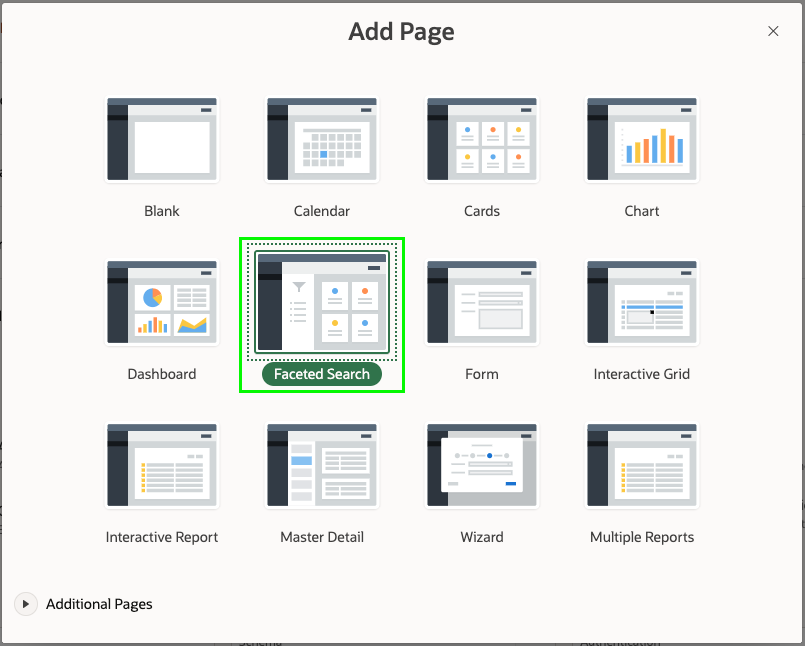 Add Page
Blank
Calendar
Cards
Chart
Dashboard
Faceted Search
Form
Interactive Grid
Interactive Report
Master Detail
Wizard
Multiple Reports
Additional Pages